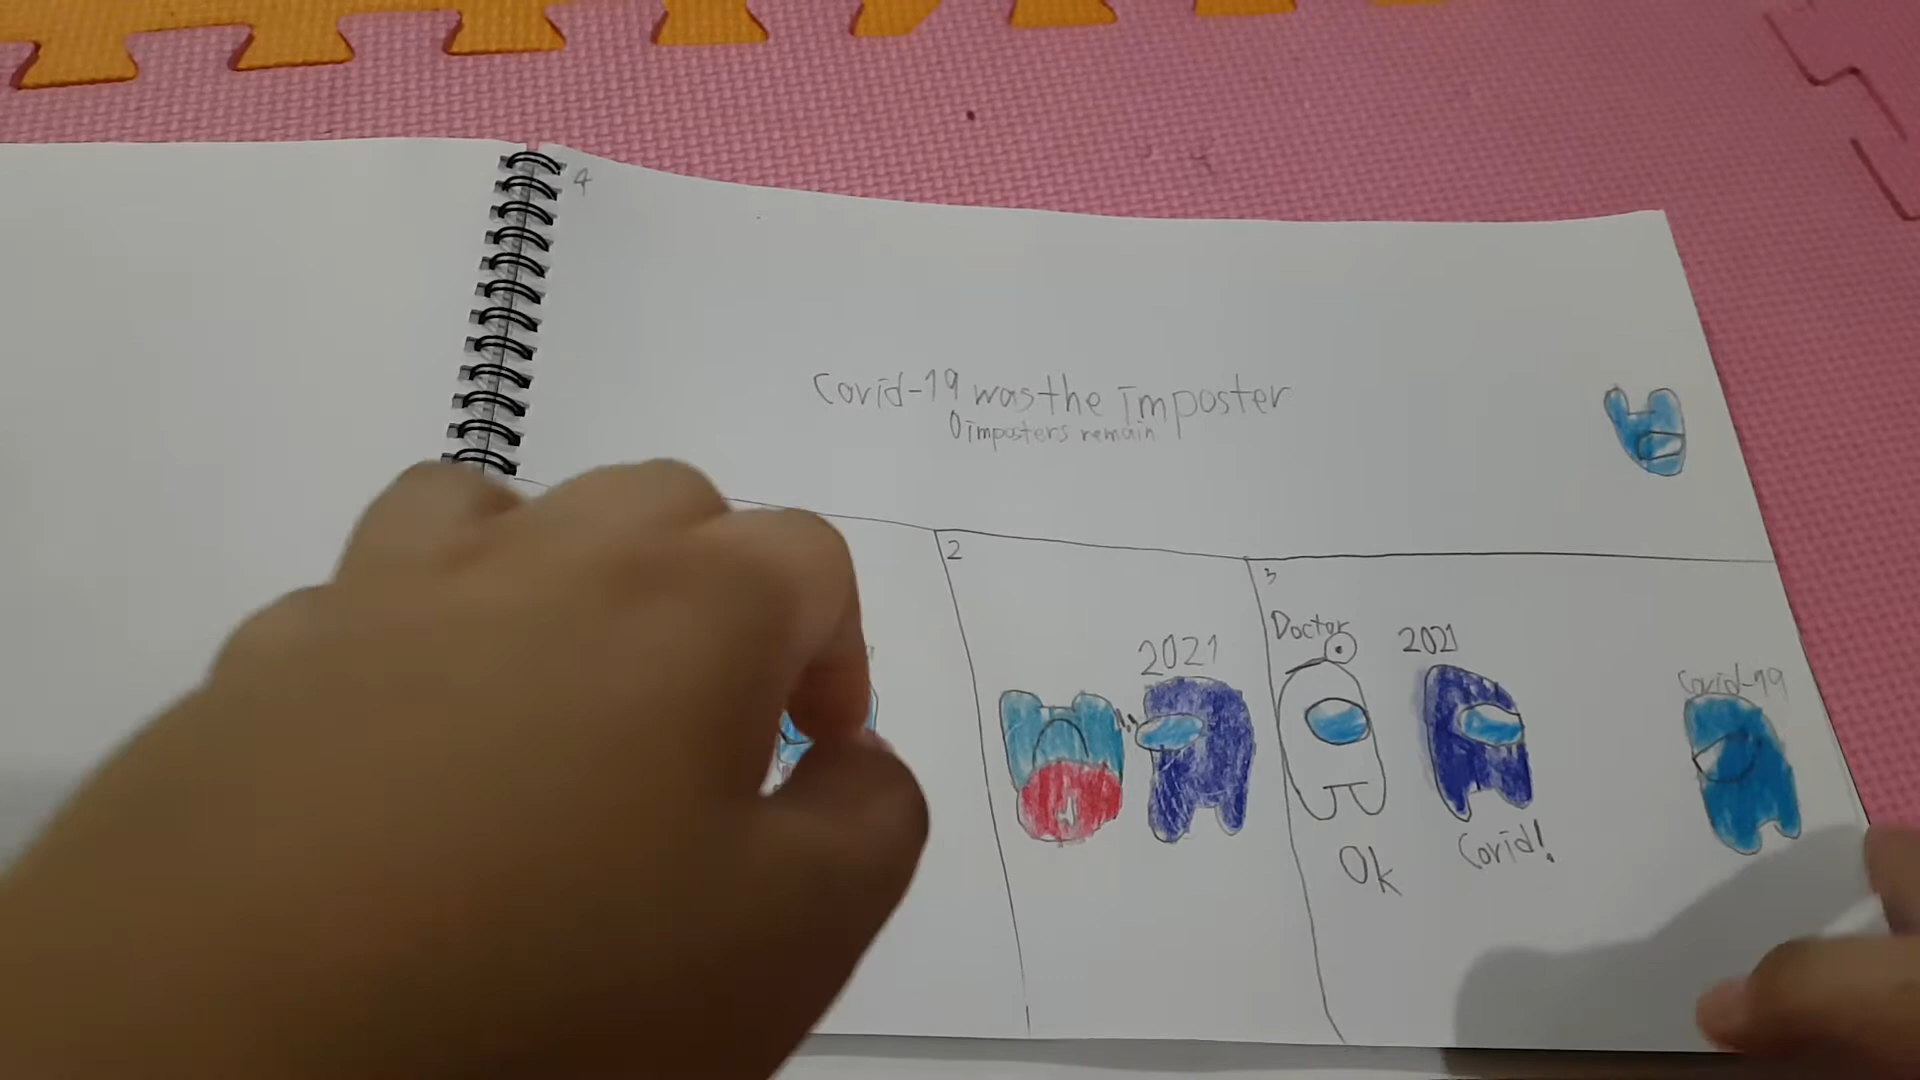 4
Covid-19 was the imposter
0 imposters remain
2
2021
3
Doctor
2021
Covid-19
Ok
Covid!